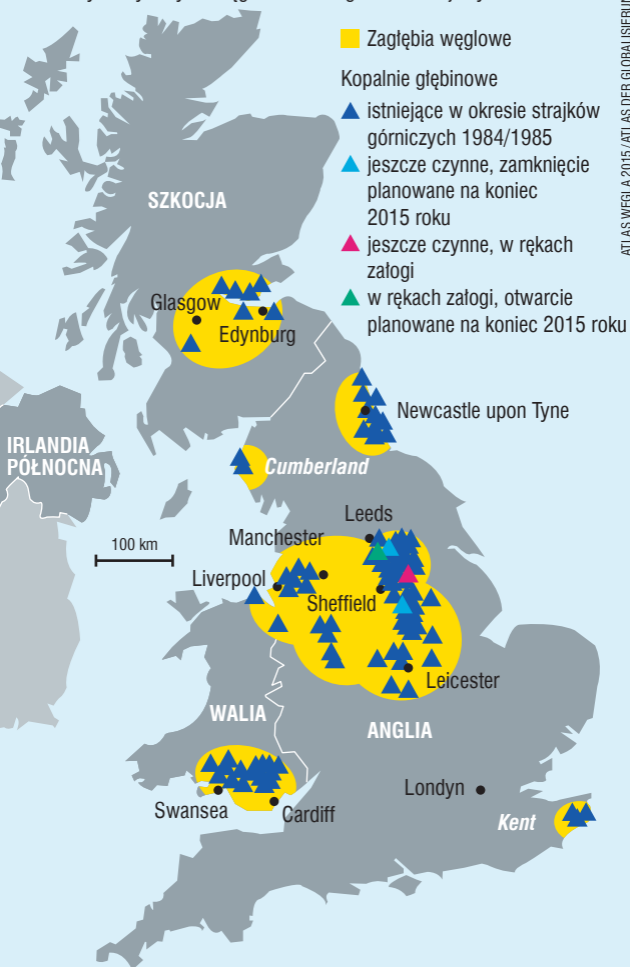 Zagłębia węglowe
Kopalnie głębinowe
istniejące w okresie strajków
górniczych 1984/1985
jeszcze czynne, zamknięcie
planowane na koniec
2015 roku
jeszcze czynne, w rękach
załogi
w rękach załogi, otwarcie
planowane na koniec 2015 roku
ATLAS WĘGLA 2015 / ATLAS DER GLOBALISIERUN
SZKOCJA
Glasgow
Edynburg
Newcastle upon Tyne
IRLANDIA
PÓŁNOCNA
Cumberland
Leeds
100 km
Manchester
Liverpool
Sheffield
Leicester
WALIA
ANGLIA
Londyn
Swansea
Cardiff
Kent